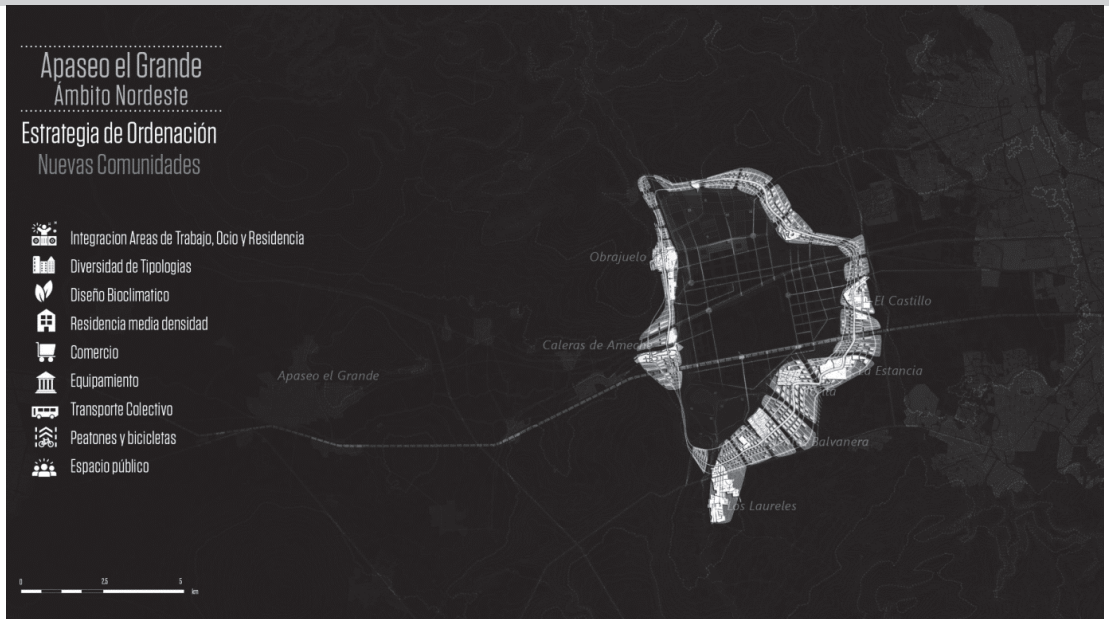 Apaseo el Grande
Ámbito Nordeste
Estrategia de Ordenación
Nuevas Comunidades
Integracion Areas de Trabajo, Ocio y Residencia
Diversidad de Tipologias
Diseño Bioclimatico
Residencia media densidad
Comercio
Equipamiento
Transporte Colectivo
Peatones y bicicletas
Espacio público
Obrajuelo
El Castillo
Caleras de Ameche
Estancia
Apaseo el Grande
Balvanera
Los Laureles
0 2,5 5
km